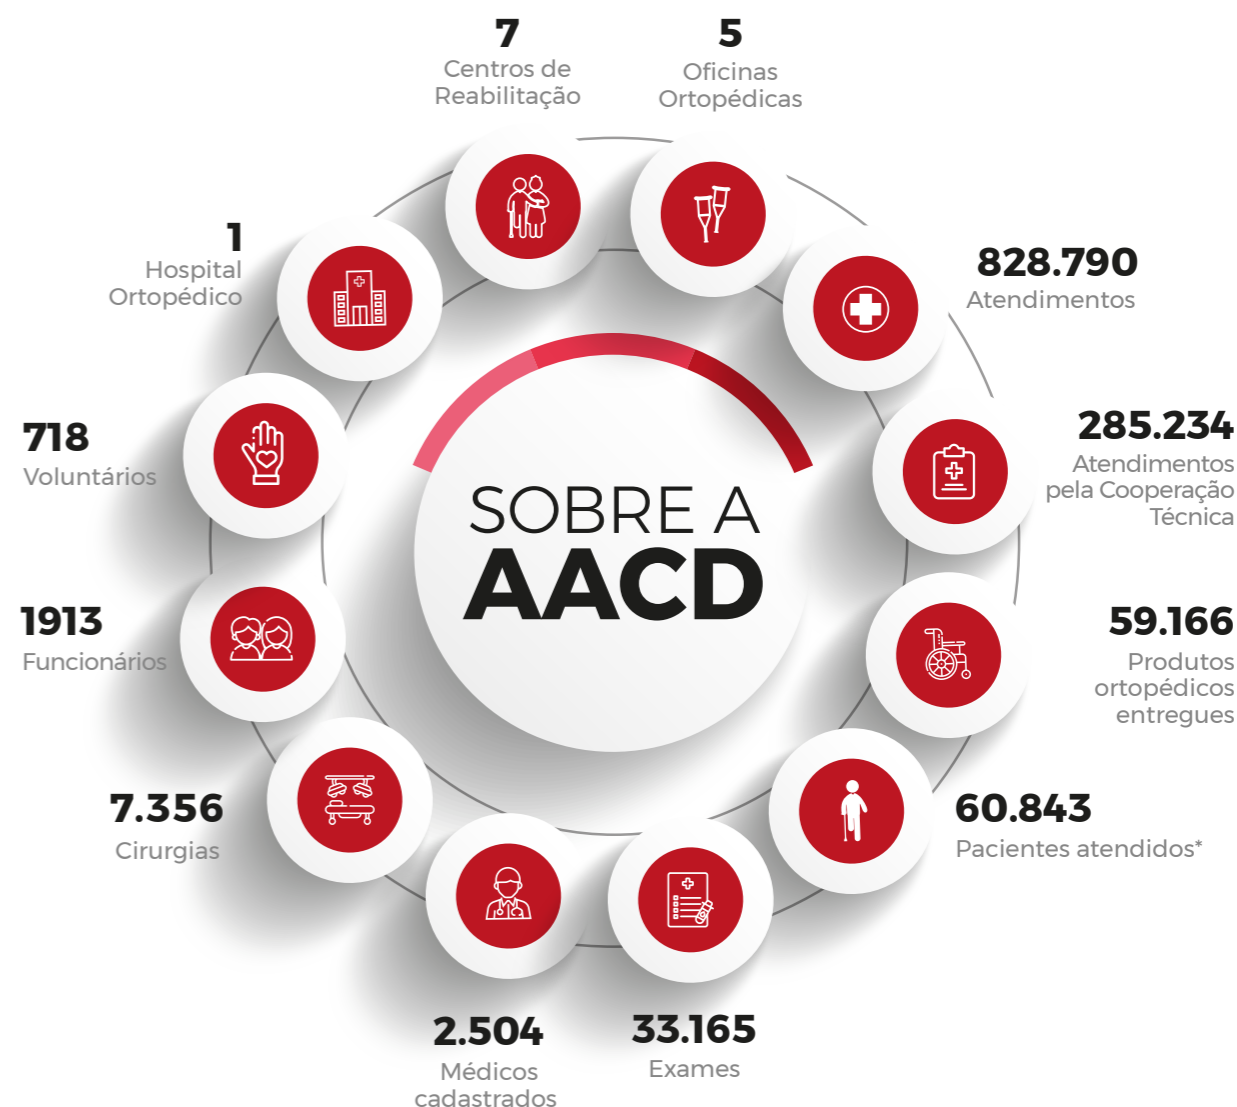 7
Centros de
Reabilitação
5
Oficinas
Ortopédicas
828.790
Atendimentos
285.234
Atendimentos
pela Cooperação
Técnica
59.166
Produtos
ortopédicos
entregues
60.843
Pacientes atendidos*
33.165
Exames
2.504
Médicos
cadastrados
7.356
Cirurgias
1913
Funcionários
718
Voluntários
1
Hospital
Ortopédico
SOBRE A
AACD